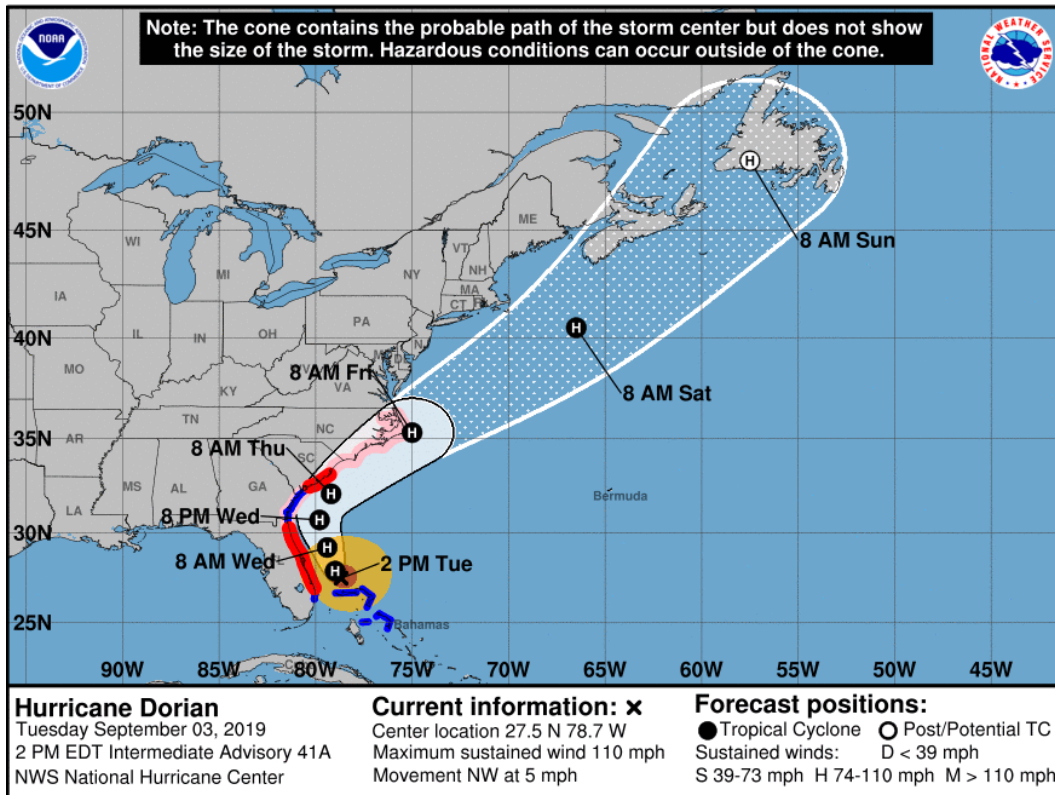 Note: The cone contains the probable path of the storm center but does not show
the size of the storm. Hazardous conditions can occur outside of the cone.
NOAA
NATIONAL WEATHER SERVICE
50N
45N
40N
35N
30N
25N
ME
WI
VT
NH
MI
NY
MA
CT
IA
PA
IL
IN
OH
MO
VA
KY
TN
NC
AR
SC
MS
AL
GA
LA
8 AM Sun
8 AM Sat
8 AM Fri
8 AM Thu
8 PM Wed
8 AM Wed
2 PM Tue
H
H
H
H
H
H
H
Bermuda
Bahamas
90W
85W
80W
75W
70W
65W
60W
55W
50W
45W
Hurricane Dorian
Tuesday September 03, 2019
2 PM EDT Intermediate Advisory 41A
NWS National Hurricane Center
Current information: ×
Center location 27.5 N 78.7 W
Maximum sustained wind 110 mph
Movement NW at 5 mph
Forecast positions:
● Tropical Cyclone ○ Post/Potential TC
Sustained winds: D < 39 mph
S 39-73 mph H 74-110 mph M > 110 mph